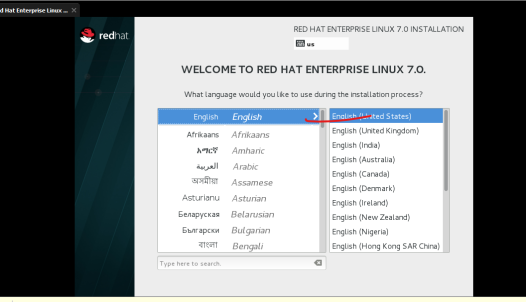 d Hat Enterprise Linux ... ×
redhat
RED HAT ENTERPRISE LINUX 7.0 INSTALLATION
us
WELCOME TO RED HAT ENTERPRISE LINUX 7.0.
What language would you like to use during the installation process?
English English
Afrikaans Afrikaans
አማርኛ Amharic
العربية Arabic
অসমীয়া Assamese
Asturianu Asturian
Беларуская Belarusian
Български Bulgarian
বাংলা Bengali
Type here to search.
English (United States)
English (United Kingdom)
English (India)
English (Australia)
English (Canada)
English (Denmark)
English (Ireland)
English (New Zealand)
English (Nigeria)
English (Hong Kong SAR China)